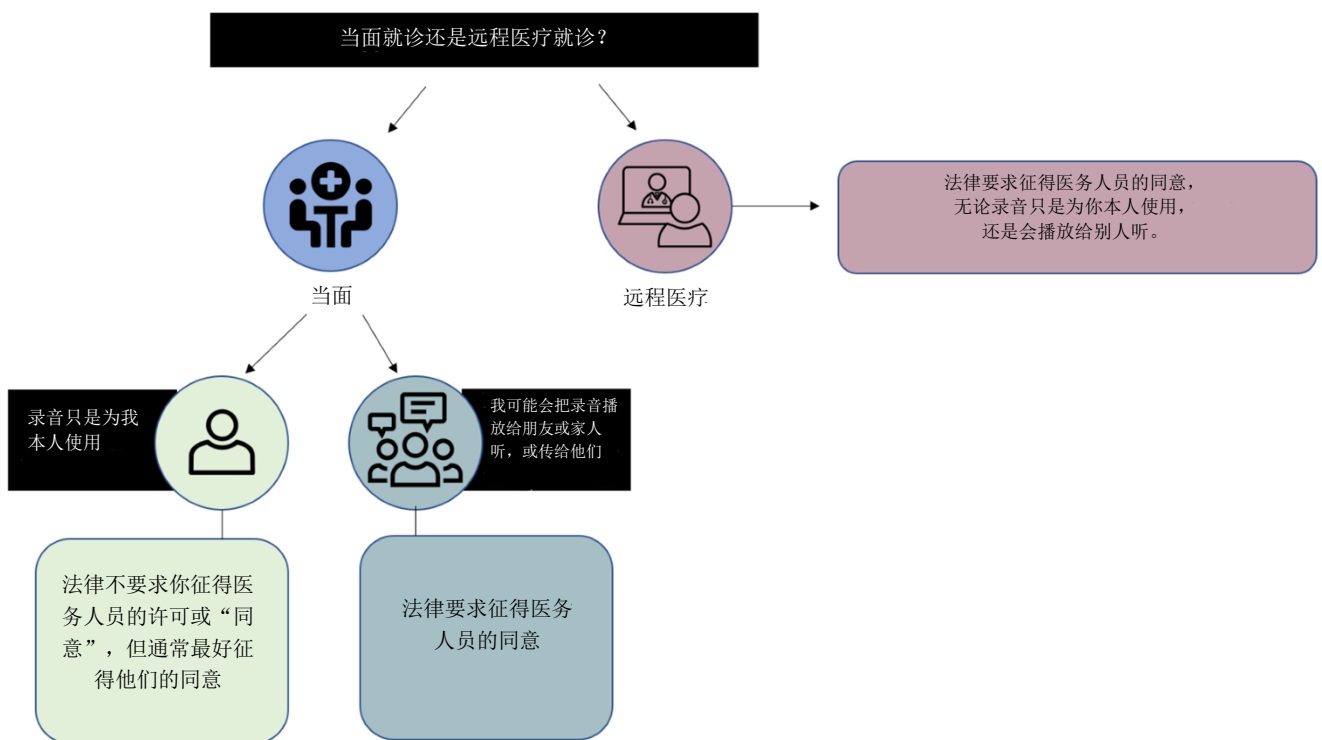 当面就诊还是远程医疗就诊？
法律要求征得医务人员的同意，
无论录音只是为你本人使用，
还是会播放给别人听。
当面
远程医疗
录音只是为我
本人使用
我可能会把录音播
放给朋友或家人
听，或传给他们
法律不要求你征得医
务人员的许可或“同
意”，但通常最好征
得他们的同意
法律要求征得医务
人员的同意